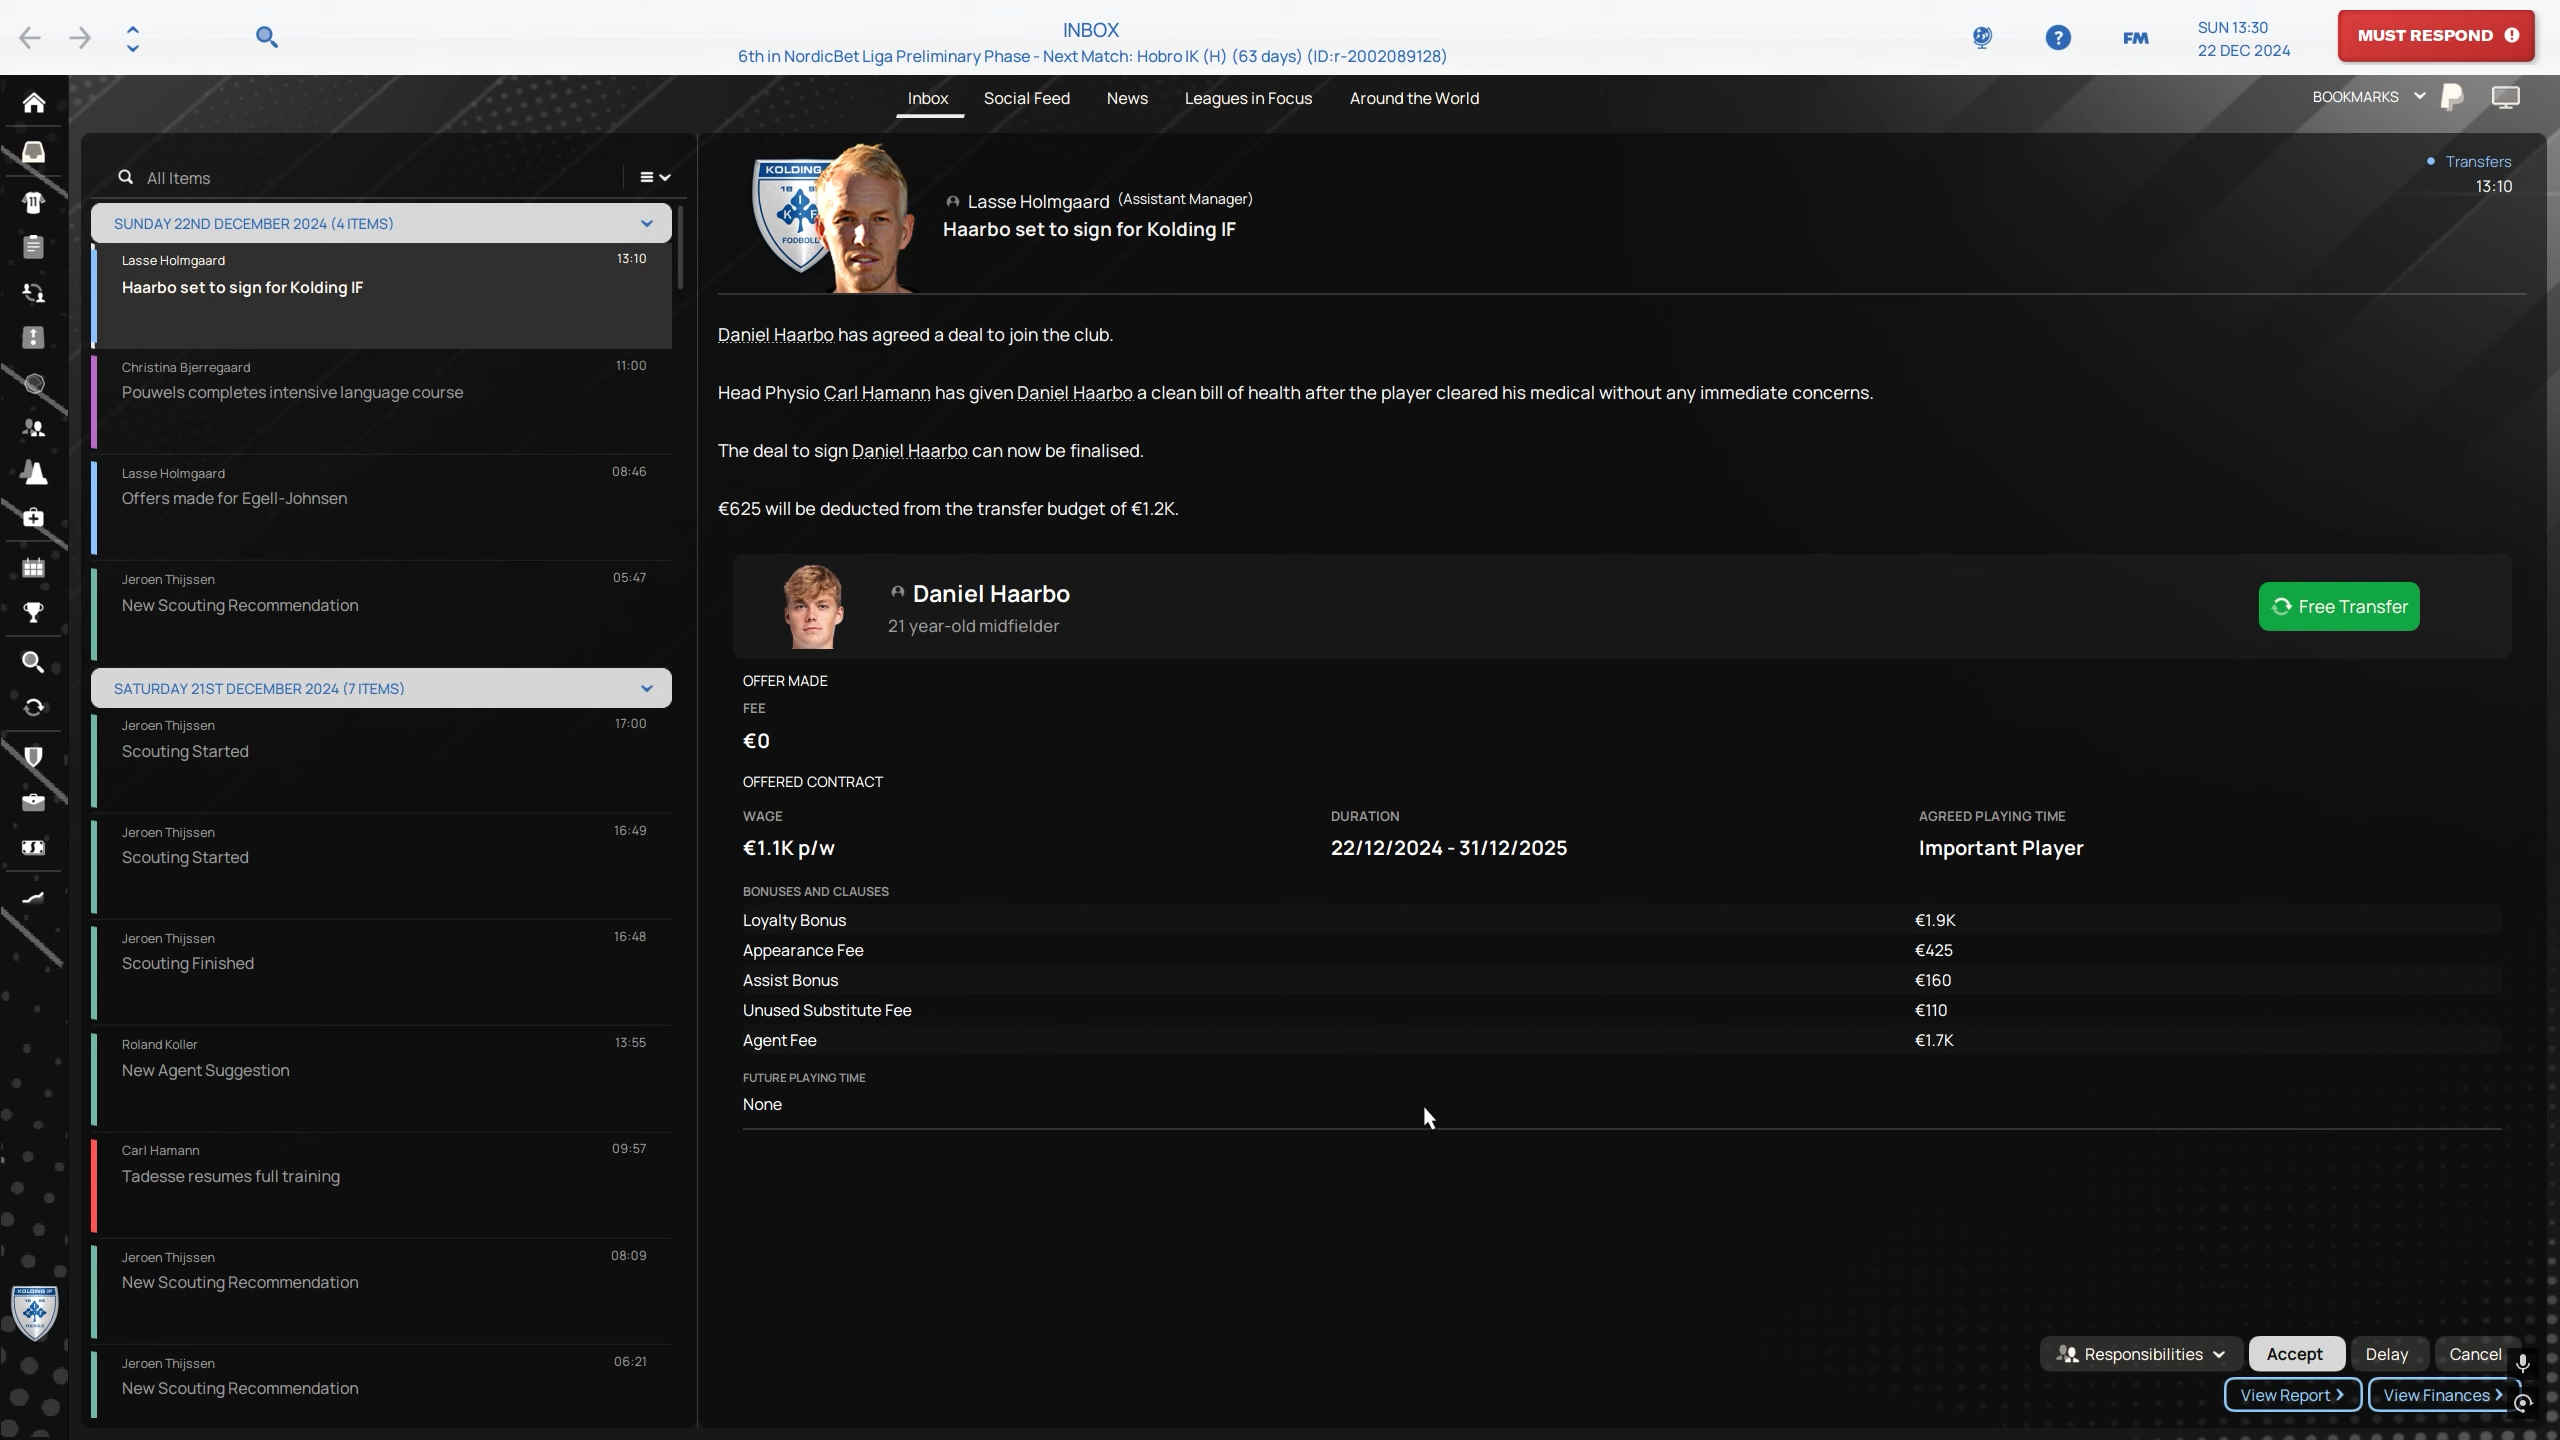 INBOX
6th in NordicBet Liga Preliminary Phase - Next Match: Hobro IK (H) (63 days) (ID:r-2002089128)
FM
SUN 13:30
22 DEC 2024
MUST RESPOND
Inbox
Social Feed
News
Leagues in Focus
Around the World
BOOKMARKS
All Items
SUNDAY 22ND DECEMBER 2024 (4 ITEMS)
Lasse Holmgaard
13:10
Haarbo set to sign for Kolding IF
Christina Bjerregaard
11:00
Pouwels completes intensive language course
Lasse Holmgaard
08:46
Offers made for Egell-Johnsen
Jeroen Thijssen
05:47
New Scouting Recommendation
SATURDAY 21ST DECEMBER 2024 (7 ITEMS)
Jeroen Thijssen
17:00
Scouting Started
Jeroen Thijssen
16:49
Scouting Started
Jeroen Thijssen
16:48
Scouting Finished
Roland Koller
13:55
New Agent Suggestion
Carl Hamann
09:57
Tadesse resumes full training
Jeroen Thijssen
08:09
New Scouting Recommendation
Jeroen Thijssen
06:21
New Scouting Recommendation
KOLDING
FODBOLD
Lasse Holmgaard (Assistant Manager)
Haarbo set to sign for Kolding IF
Transfers
13:10
Daniel Haarbo has agreed a deal to join the club.
Head Physio Carl Hamann has given Daniel Haarbo a clean bill of health after the player cleared his medical without any immediate concerns.
The deal to sign Daniel Haarbo can now be finalised.
€625 will be deducted from the transfer budget of €1.2K.
Daniel Haarbo
21 year-old midfielder
Free Transfer
OFFER MADE
FEE
€0
OFFERED CONTRACT
WAGE
DURATION
AGREED PLAYING TIME
€1.1K p/w
22/12/2024 - 31/12/2025
Important Player
BONUSES AND CLAUSES
Loyalty Bonus
€1.9K
Appearance Fee
€425
Assist Bonus
€160
Unused Substitute Fee
€110
Agent Fee
€1.7K
FUTURE PLAYING TIME
None
Responsibilities
Accept
Delay
Cancel
View Report
View Finances